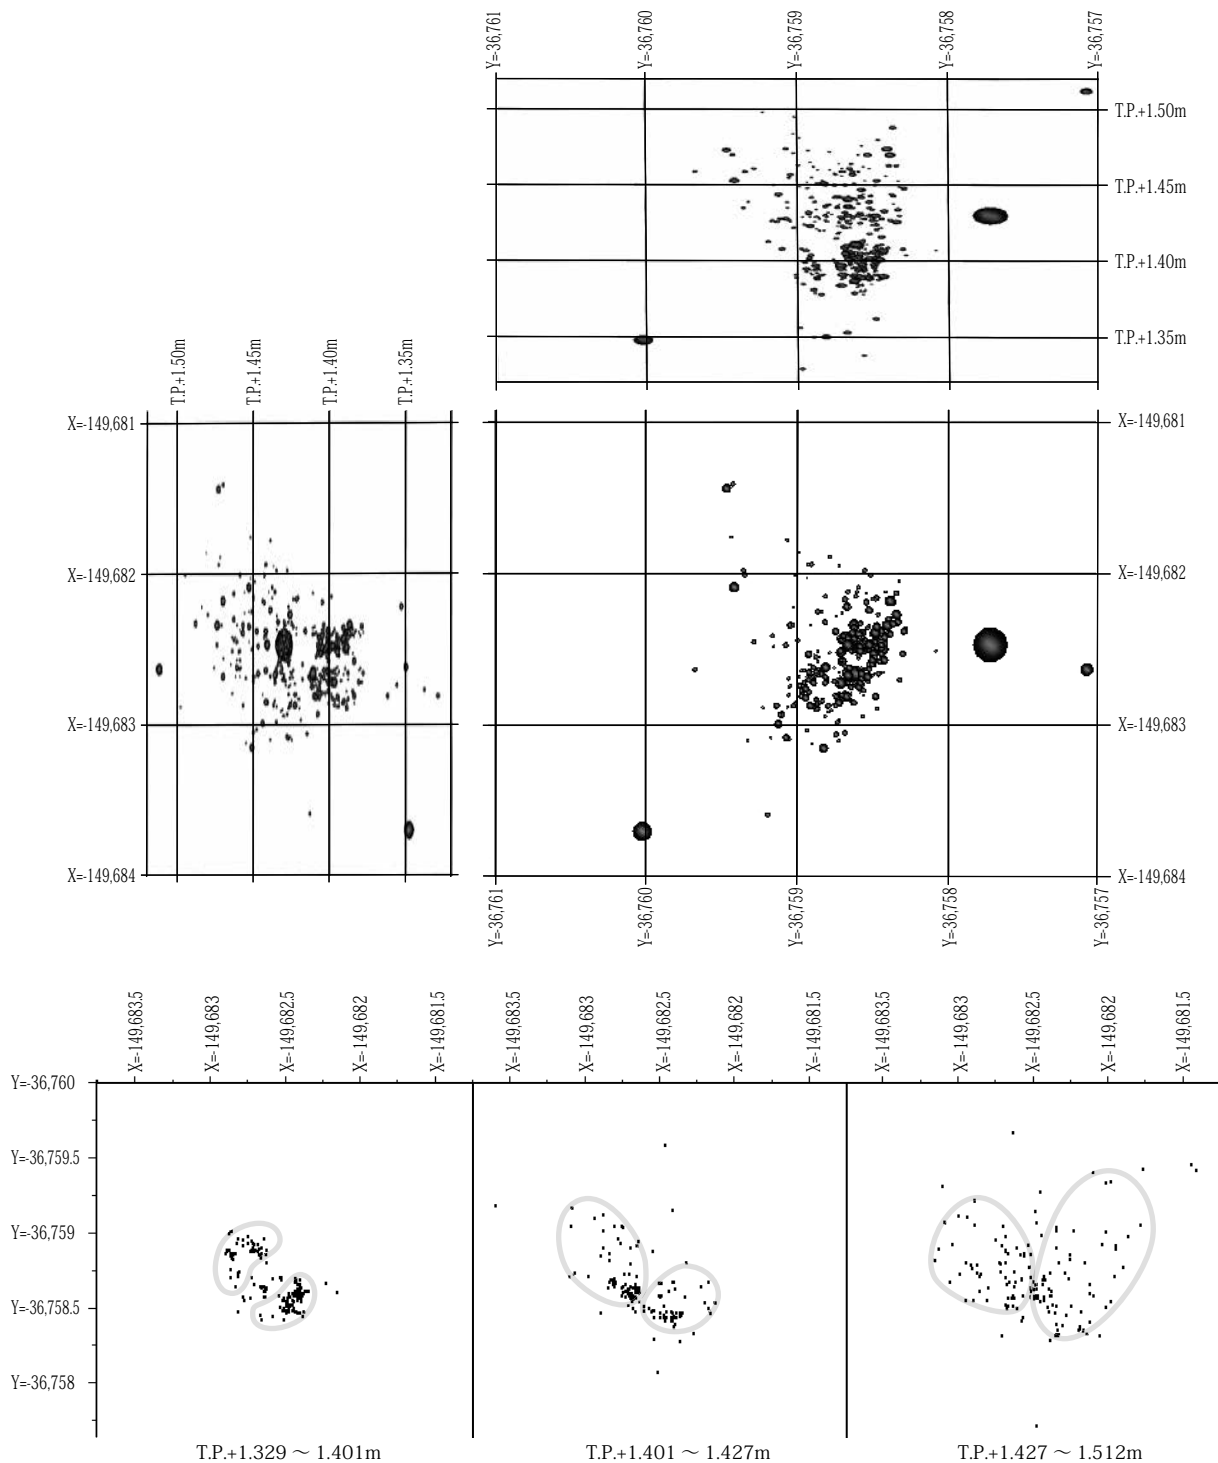 Y=-36,761
Y=-36,760
Y=-36,759
Y=-36,758
Y=-36,757
T.P.+1.50m
T.P.+1.45m
T.P.+1.40m
T.P.+1.35m
T.P.+1.50m
T.P.+1.45m
T.P.+1.40m
T.P.+1.35m
X=-149,681
X=-149,682
X=-149,683
X=-149,684
X=-149,681
X=-149,682
X=-149,683
X=-149,684
Y=-36,761
Y=-36,760
Y=-36,759
Y=-36,758
Y=-36,757
X=-149,683.5
X=-149,683
X=-149,682.5
X=-149,682
X=-149,681.5
X=-149,683.5
X=-149,683
X=-149,682.5
X=-149,682
X=-149,681.5
X=-149,683.5
X=-149,683
X=-149,682.5
X=-149,682
X=-149,681.5
Y=-36,760
Y=-36,759.5
Y=-36,759
Y=-36,758.5
Y=-36,758
T.P.+1.329 ～ 1.401m
T.P.+1.401 ～ 1.427m
T.P.+1.427 ～ 1.512m